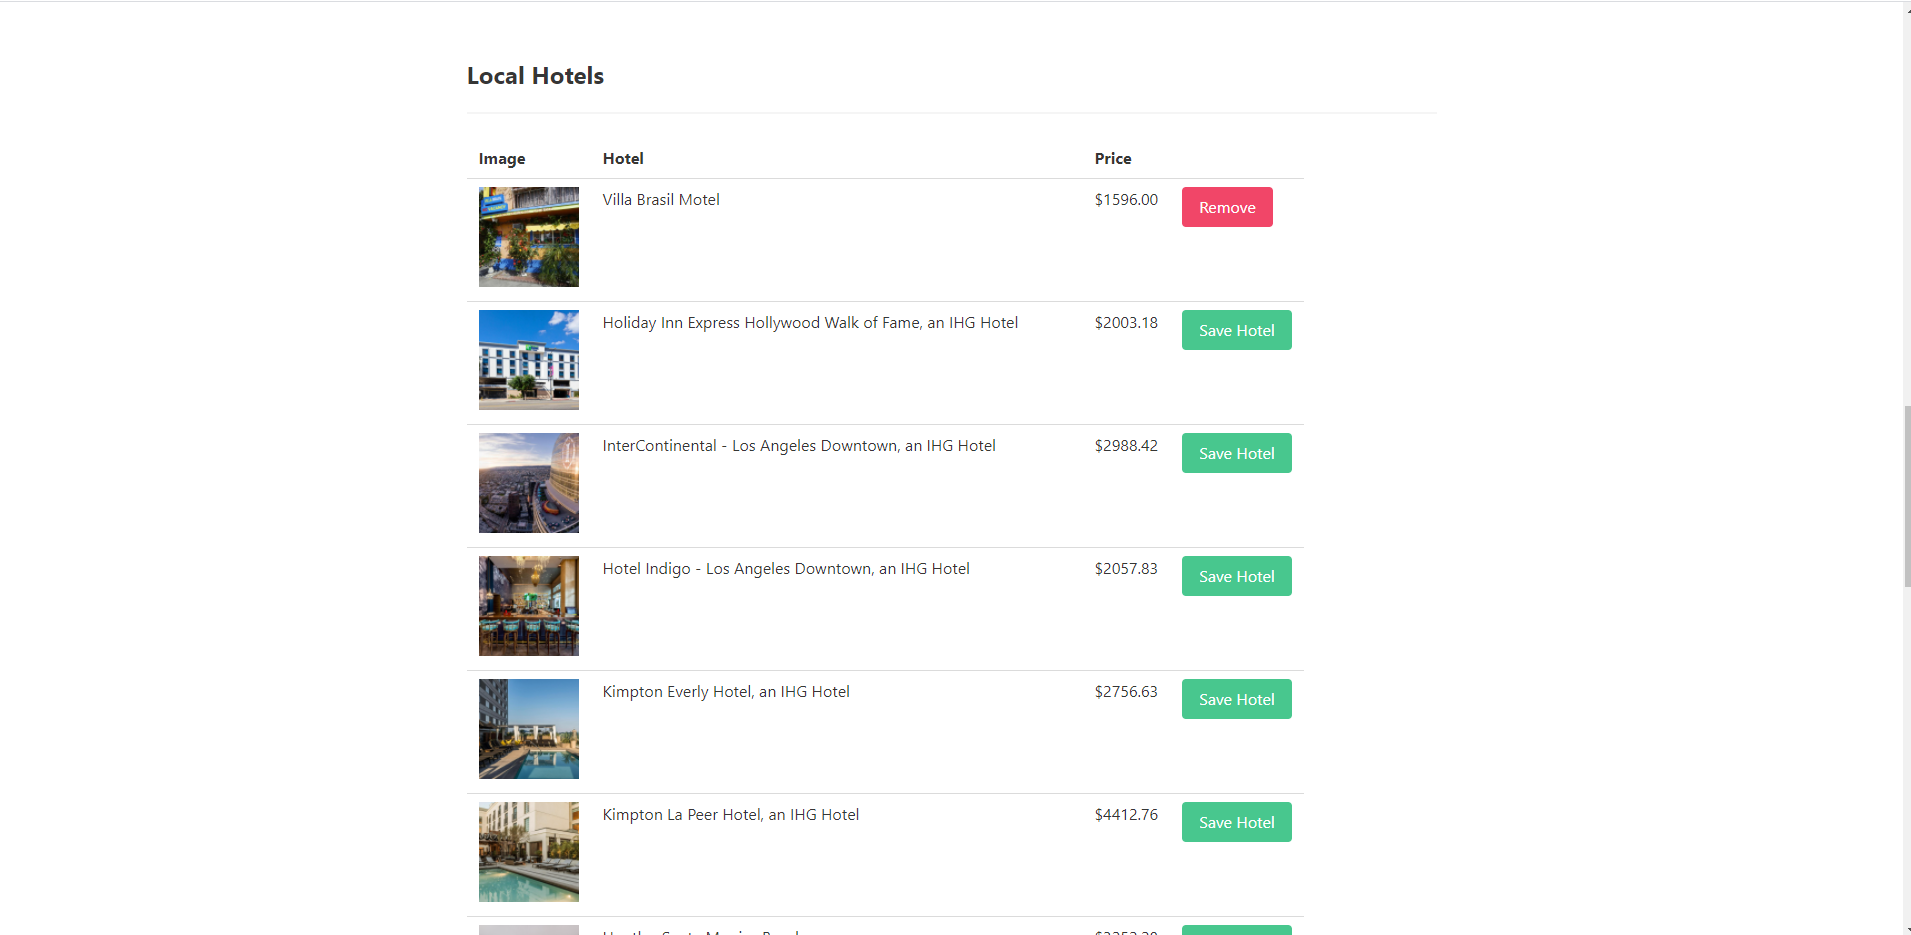 Local Hotels
Image Hotel Price
Villa Brasil Motel $1596.00 Remove
Holiday Inn Express Hollywood Walk of Fame, an IHG Hotel $2003.18 Save Hotel
InterContinental - Los Angeles Downtown, an IHG Hotel $2988.42 Save Hotel
Hotel Indigo - Los Angeles Downtown, an IHG Hotel $2057.83 Save Hotel
Kimpton Everly Hotel, an IHG Hotel $2756.63 Save Hotel
Kimpton La Peer Hotel, an IHG Hotel $4412.76 Save Hotel